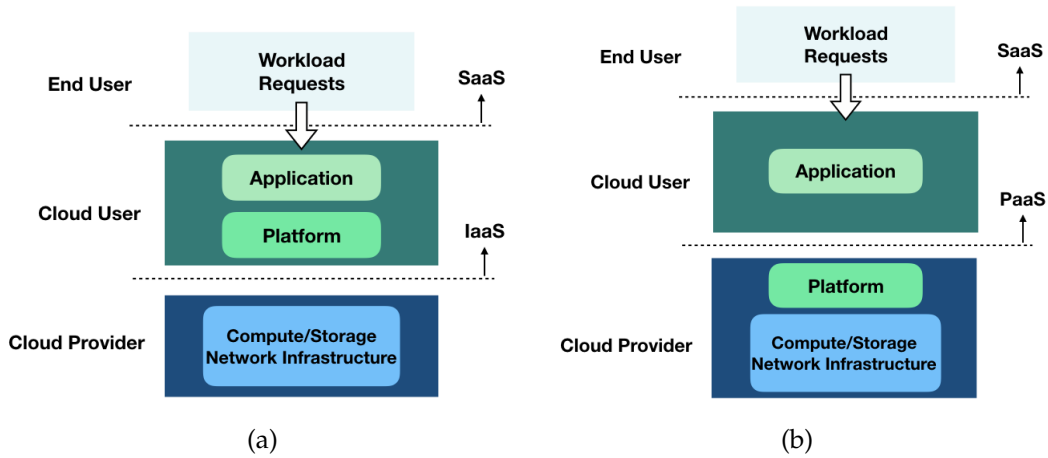 Workload
Requests
End User
SaaS
Application
Cloud User
Platform
IaaS
Cloud Provider
Compute/Storage
Network Infrastructure
(a)
Workload
Requests
End User
SaaS
Application
Cloud User
PaaS
Platform
Cloud Provider
Compute/Storage
Network Infrastructure
(b)